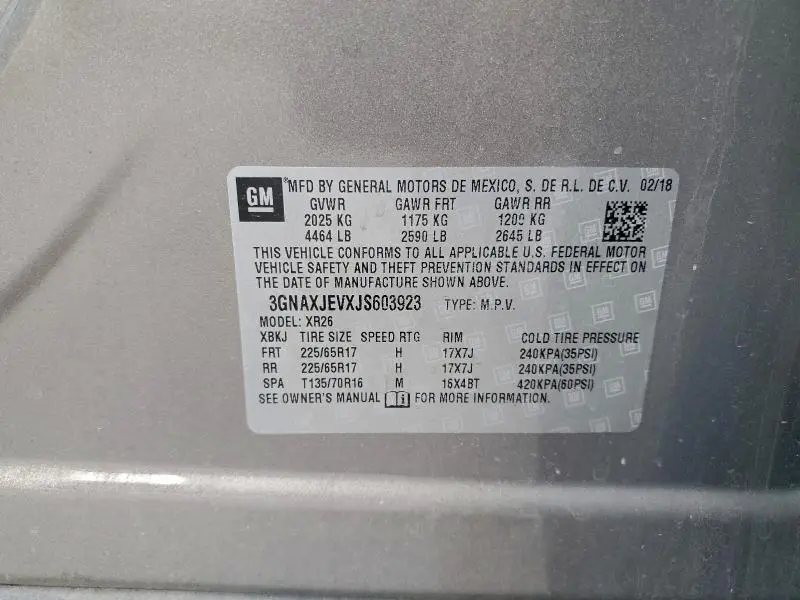 GM ® MFD BY GENERAL MOTORS DE MEXICO, S. DE R.L. DE C.V. 02/18
GVWR GAWR FRT GAWR RR
2025 KG 1175 KG 1200 KG
4464 LB 2590 LB 2645 LB
THIS VEHICLE CONFORMS TO ALL APPLICABLE U.S. FEDERAL MOTOR
VEHICLE SAFETY AND THEFT PREVENTION STANDARDS IN EFFECT ON
THE DATE OF MANUFACTURE SHOWN ABOVE.
3GNAXJEVXJS603923 TYPE: M.P.V.
MODEL: XR26
XBKJ TIRE SIZE SPEED RTG RIM COLD TIRE PRESSURE
FRT 225/65R17 H 17X7J 240KPA(35PSI)
RR 225/65R17 H 17X7J 240KPA(35PSI)
SPA T135/70R16 M 16X4BT 420KPA(60PSI)
SEE OWNER'S MANUAL i FOR MORE INFORMATION.